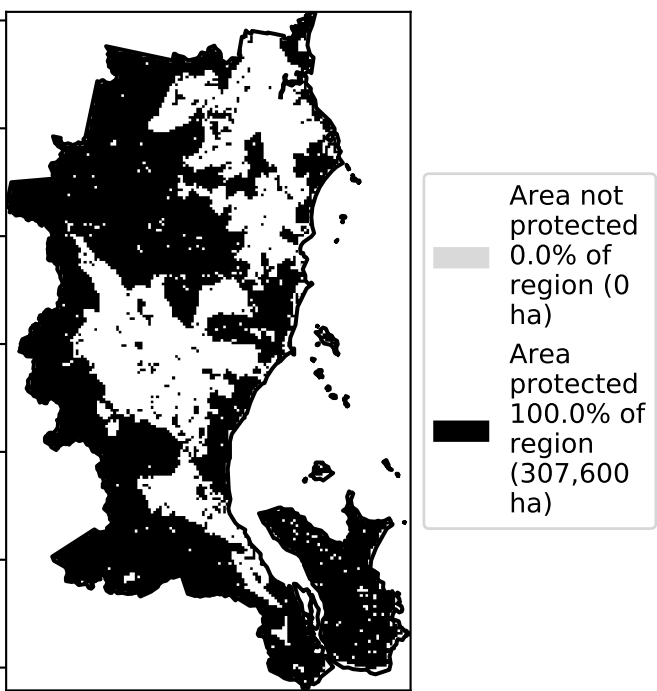 Area not
protected
0.0% of
region (0
ha)
Area
protected
100.0% of
region
(307,600
ha)